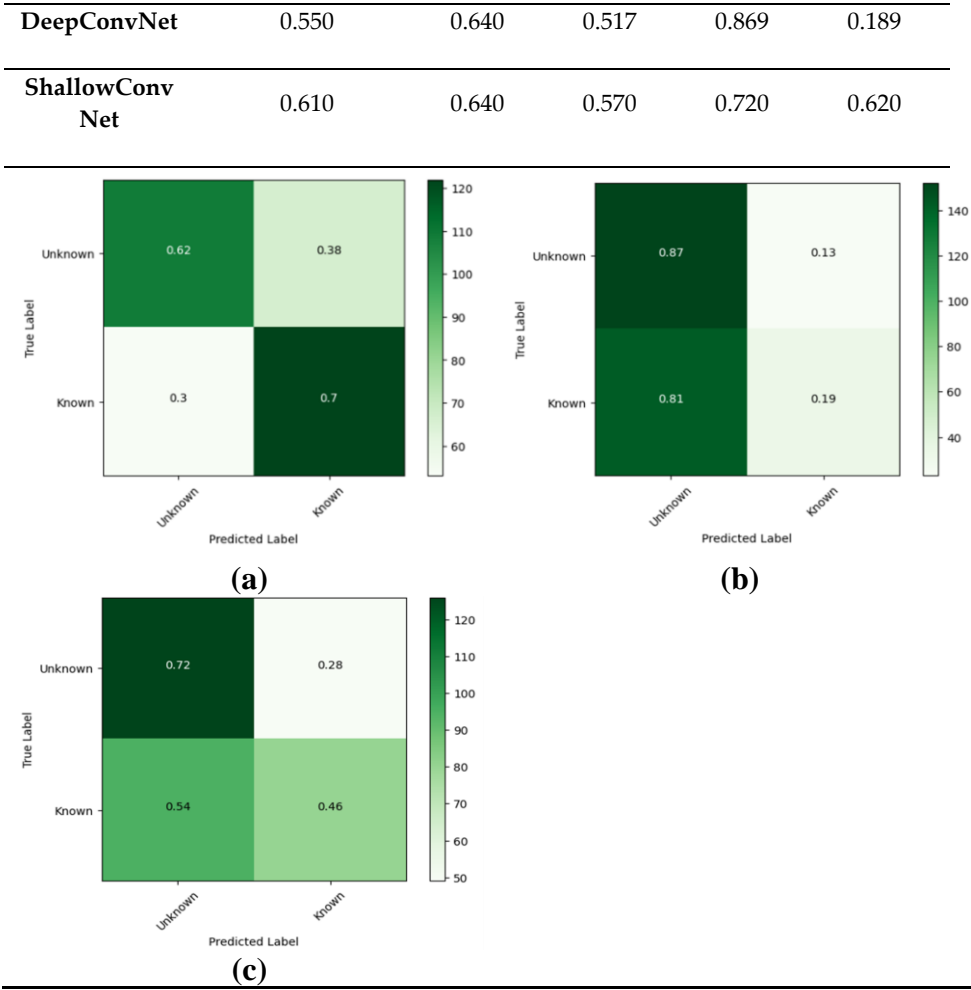 DeepConvNet 0.550 0.640 0.517 0.869 0.189
ShallowConv
Net 0.610 0.640 0.570 0.720 0.620
120
110
100
90
80
70
60
Unknown
Known
True Label
0.62 0.38
0.3 0.7
Unknown Known
Predicted Label
(a)
140
120
100
80
60
40
Unknown
Known
True Label
0.87 0.13
0.81 0.19
Unknown Known
Predicted Label
(b)
120
110
100
90
80
70
60
50
Unknown
Known
True Label
0.72 0.28
0.54 0.46
Unknown Known
Predicted Label
(c)